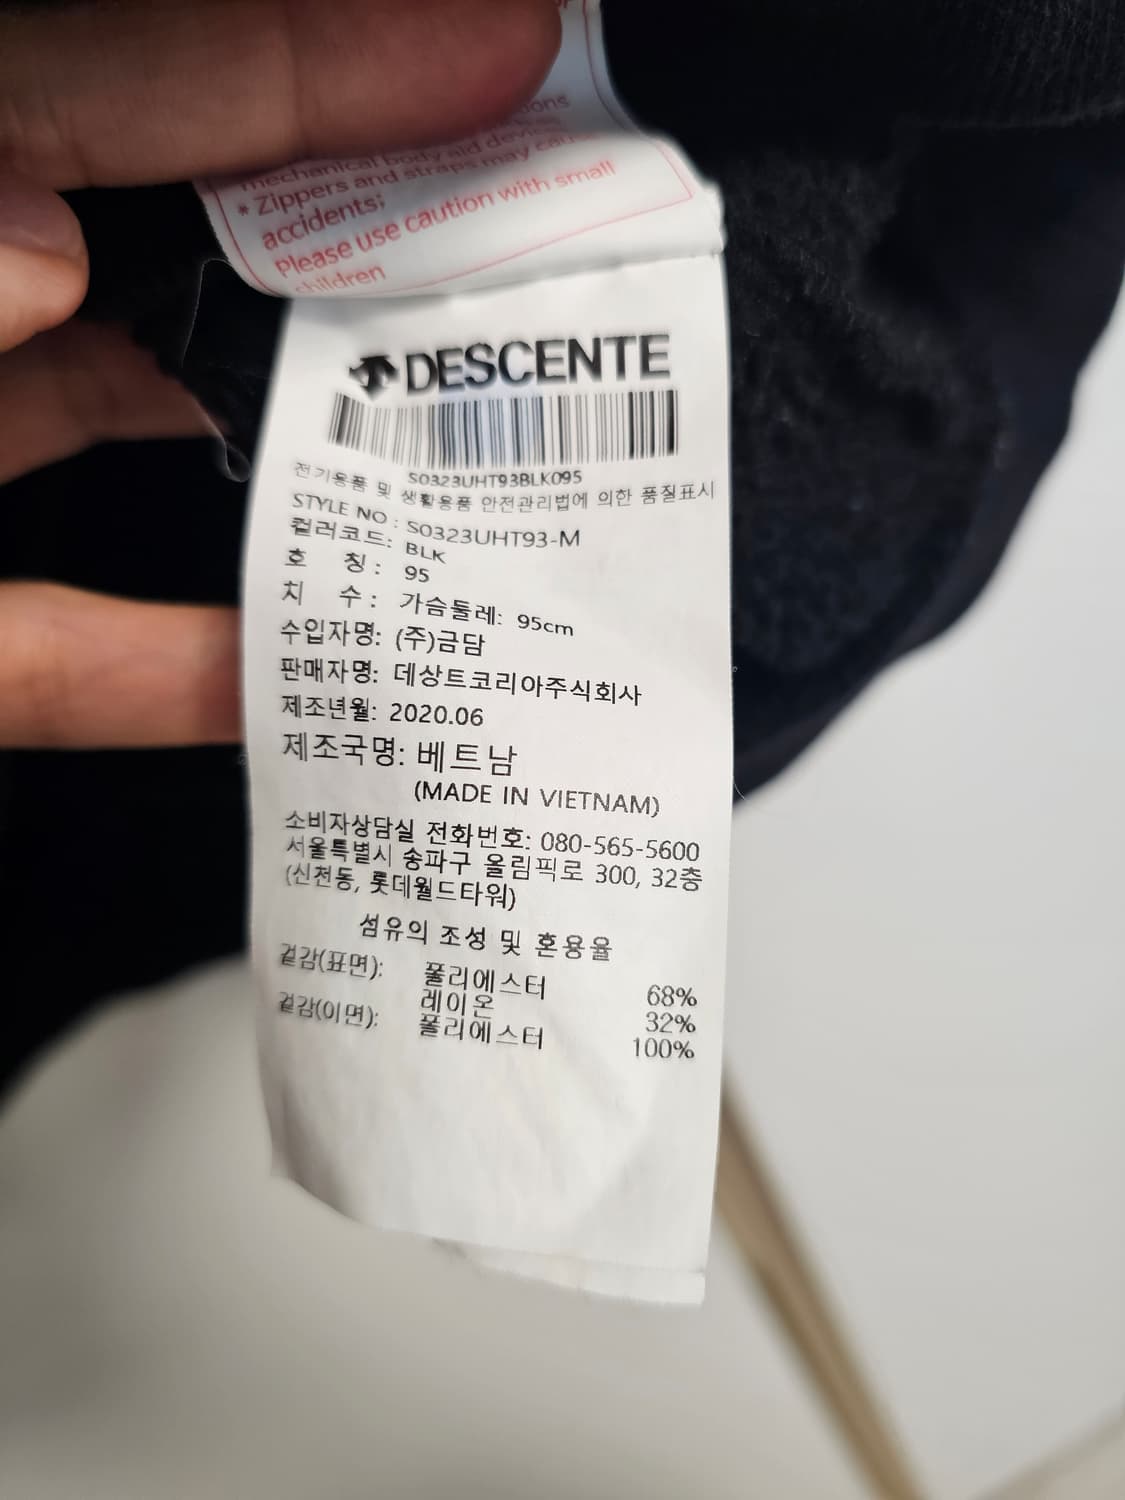 mechanical body aid devices
* Zippers and straps may cau
accidents;
Please use caution with small
children
DESCENTE
S0323UHT93BLK095
전기용품 및 생활용품 안전관리법에 의한 품질표시
STYLE NO : S0323UHT93-M
컬러코드: BLK
호 칭 : 95
치 수 : 가슴둘레: 95cm
수입자명: (주)금담
판매자명: 데상트코리아주식회사
제조년월: 2020.06
제조국명: 베트남
(MADE IN VIETNAM)
소비자상담실 전화번호: 080-565-5600
서울특별시 송파구 올림픽로 300, 32층
(신천동, 롯데월드타워)
섬유의 조성 및 혼용율
겉감(표면): 폴리에스터 68%
레이온 32%
겉감(이면): 폴리에스터 100%